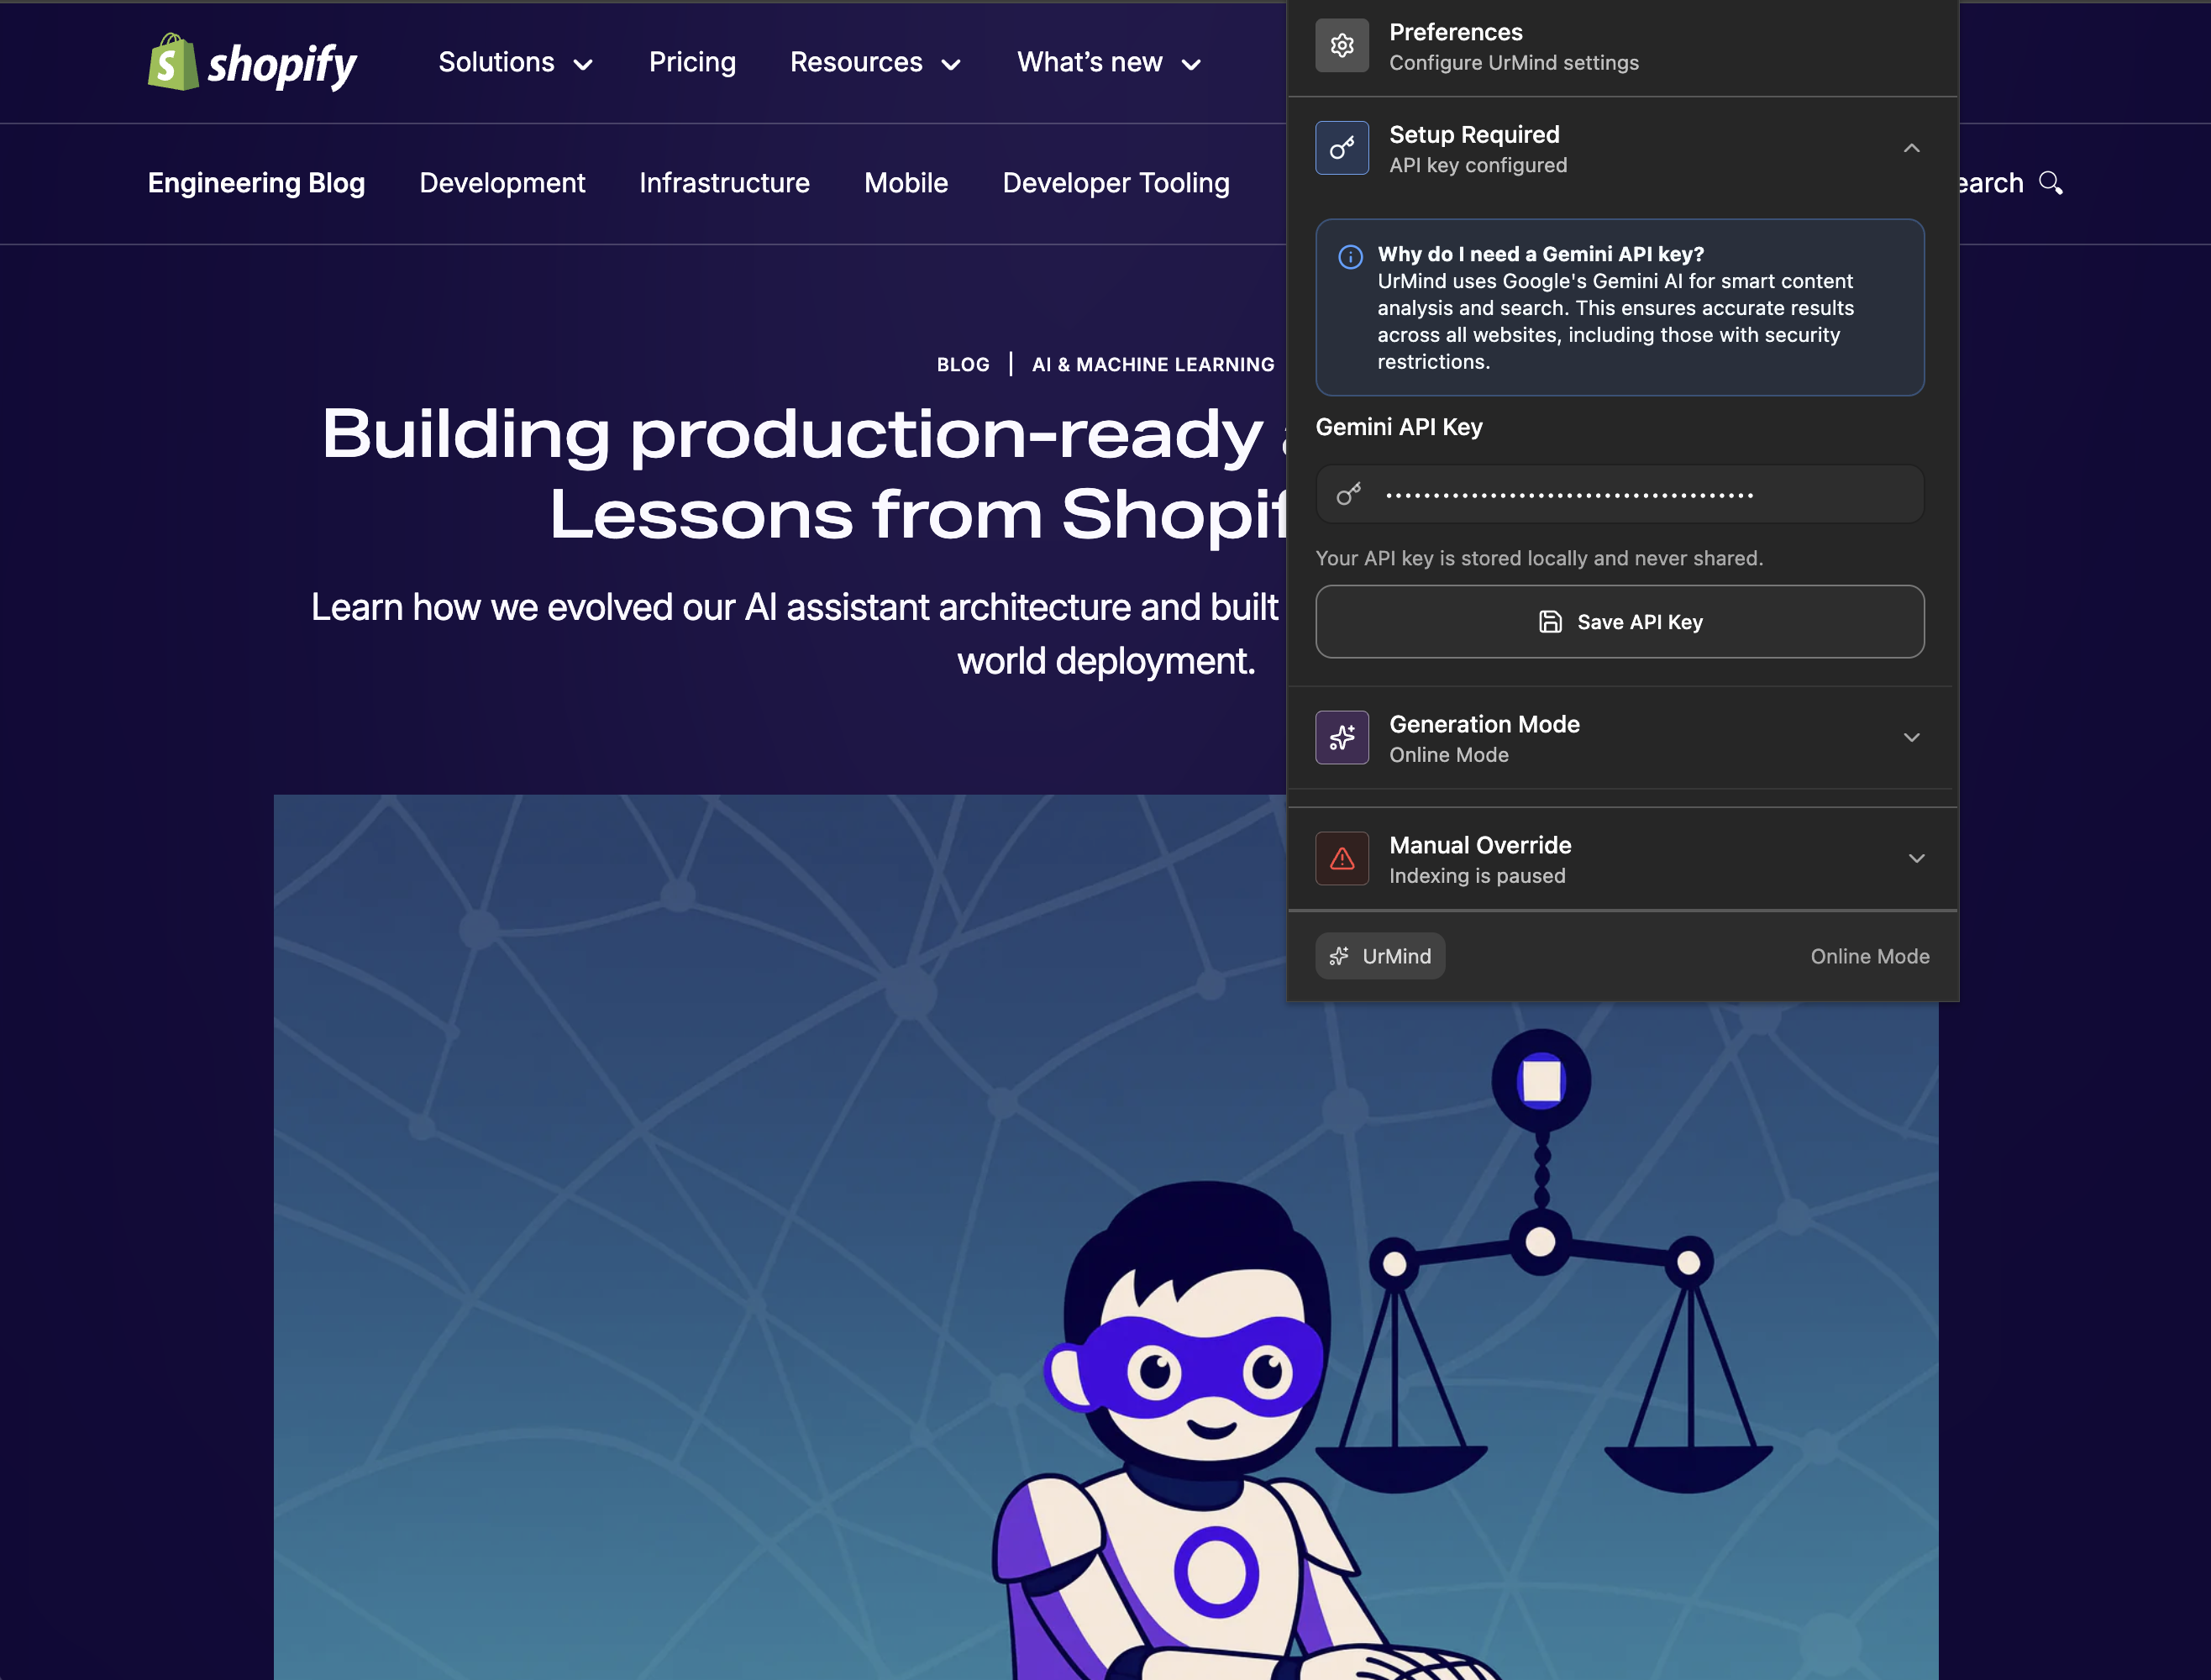 shopify
Solutions
Pricing
Resources
What's new
Engineering Blog
Development
Infrastructure
Mobile
Developer Tooling
BLOG | AI & MACHINE LEARNING
Building production-ready
Lessons from
Learn how we evolved our AI assistant architecture and built
world deployment.
Preferences
Configure UrMind settings
Setup Required
API key configured
Why do I need a Gemini API key?
UrMind uses Google's Gemini AI for smart content
analysis and search. This ensures accurate results
across all websites, including those with security
restrictions.
Gemini API Key
Your API key is stored locally and never shared.
Save API Key
Generation Mode
Online Mode
Manual Override
Indexing is paused
UrMind
Online Mode